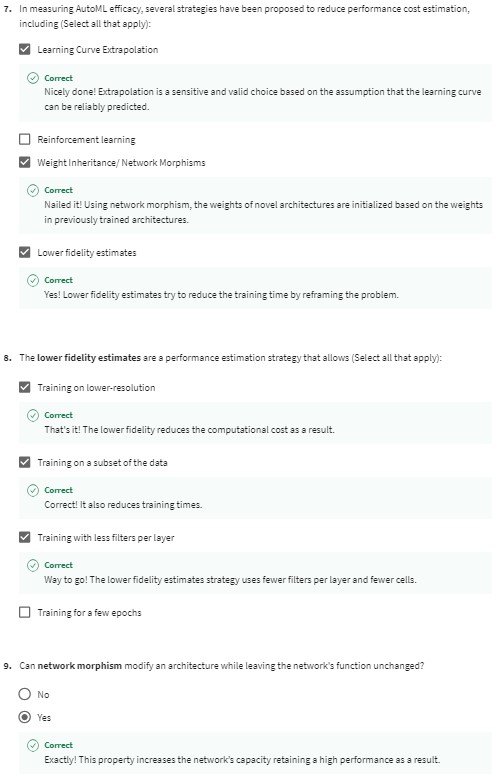 7. In measuring AutoML efficacy, several strategies have been proposed to reduce performance cost estimation,
including (Select all that apply):
Learning Curve Extrapolation
Correct
Nicely done! Extrapolation is a sensitive and valid choice based on the assumption that the learning curve
can be reliably predicted.
Reinforcement learning
Weight Inheritance/ Network Morphisms
Correct
Nailed it! Using network morphism, the weights of novel architectures are initialized based on the weights
in previously trained architectures.
Lower fidelity estimates
Correct
Yes! Lower fidelity estimates try to reduce the training time by reframing the problem.
8. The lower fidelity estimates are a performance estimation strategy that allows (Select all that apply):
Training on lower-resolution
Correct
That's it! The lower fidelity reduces the computational cost as a result.
Training on a subset of the data
Correct
Correct! It also reduces training times.
Training with less filters per layer
Correct
Way to go! The lower fidelity estimates strategy uses fewer filters per layer and fewer cells.
Training for a few epochs
9. Can network morphism modify an architecture while leaving the network's function unchanged?
No
Yes
Correct
Exactly! This property increases the network's capacity retaining a high performance as a result.